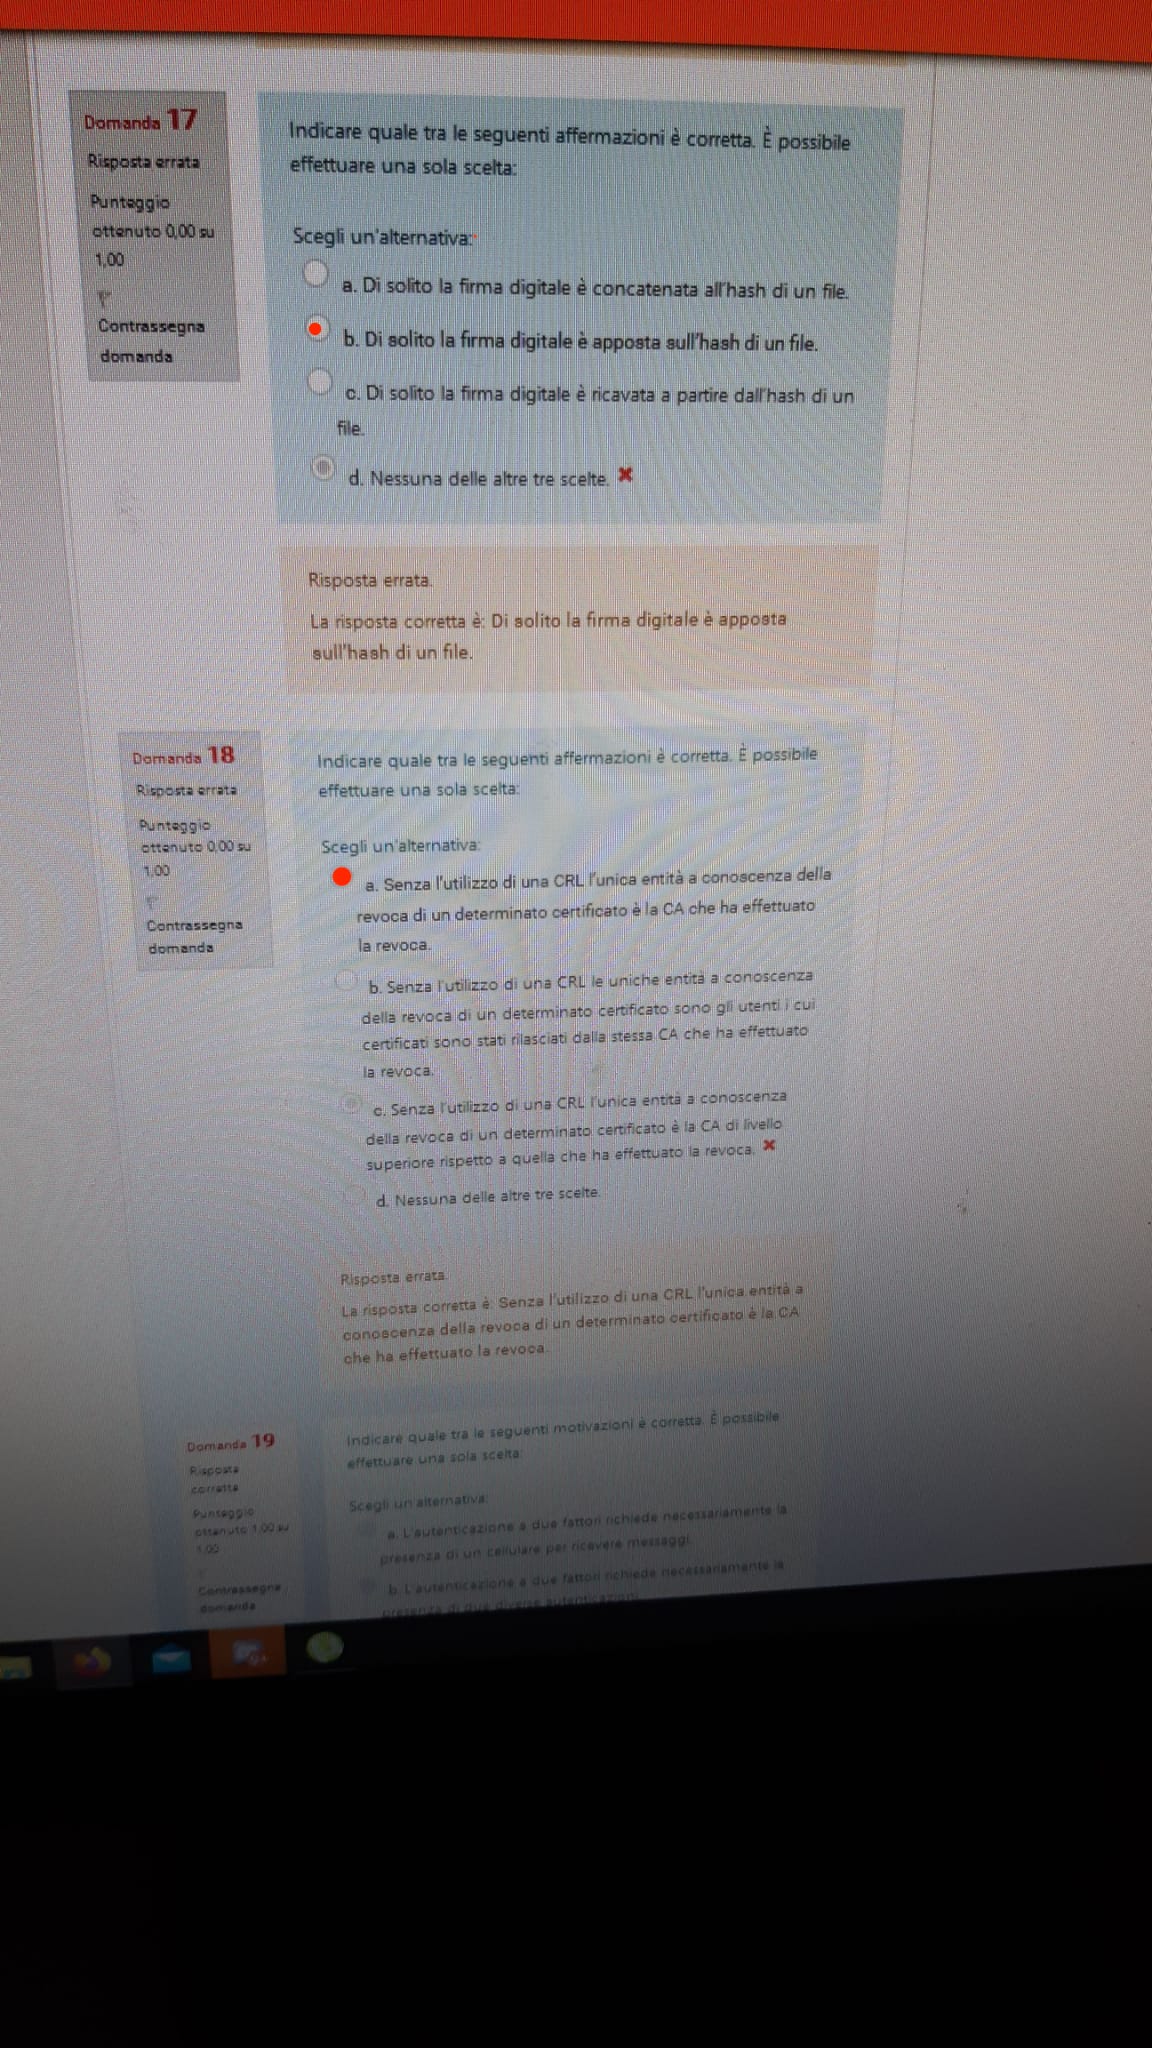 Domanda 17
Risposta errata
Punteggio
ottenuto 0,00 su
1,00
Contrassegna
domanda
Indicare quale tra le seguenti affermazioni è corretta. È possibile
effettuare una sola scelta:
Scegli un'alternativa:
a. Di solito la firma digitale è concatenata all'hash di un file.
b. Di solito la firma digitale è apposta sull'hash di un file.
c. Di solito la firma digitale è ricavata a partire dall'hash di un
file.
d. Nessuna delle altre tre scelte.
Risposta errata.
La risposta corretta è: Di solito la firma digitale è apposta
sull'hash di un file.
Domanda 18
Risposta errata
Punteggio
ottenuto 0,00 su
1,00
Contrassegna
domanda
Indicare quale tra le seguenti affermazioni è corretta. È possibile
effettuare una sola scelta:
Scegli un'alternativa:
a. Senza l'utilizzo di una CRL l'unica entità a conoscenza della
revoca di un determinato certificato è la CA che ha effettuato
la revoca.
b. Senza l'utilizzo di una CRL le uniche entità a conoscenza
della revoca di un determinato certificato sono gli utenti i cui
certificati sono stati rilasciati dalla stessa CA che ha effettuato
la revoca.
c. Senza l'utilizzo di una CRL l'unica entità a conoscenza
della revoca di un determinato certificato è la CA di livello
superiore rispetto a quella che ha effettuato la revoca.
d. Nessuna delle altre tre scelte.
Risposta errata.
La risposta corretta è: Senza l'utilizzo di una CRL l'unica entità a
conoscenza della revoca di un determinato certificato è la CA
che ha effettuato la revoca.
Domanda 19
Risposta
corretta
Punteggio
ottenuto 1,00 su
1,00
Contrassegna
domanda
Indicare quale tra le seguenti motivazioni è corretta. È possibile
effettuare una sola scelta:
Scegli un'alternativa:
a. L'autenticazione a due fattori richiede necessariamente la
presenza di un cellulare per ricevere messaggi.
b. L'autenticazione a due fattori richiede necessariamente la
presenza di due diverse autenticazioni